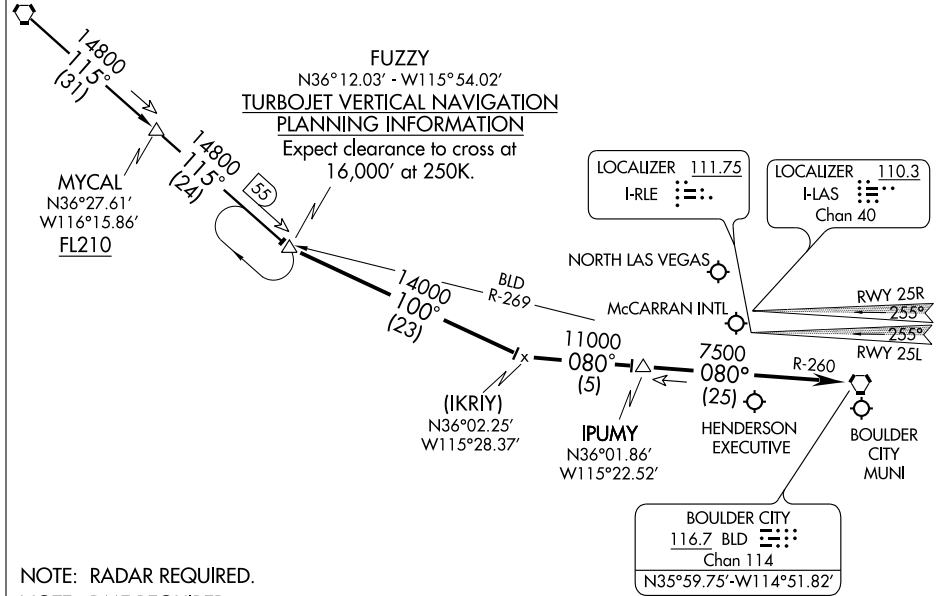 14800
115°
(31)
MYCAL
N36°27.61'
W116°15.86'
FL210
14800
115°
(24)
55
FUZZY
N36°12.03' - W115°54.02'
TURBOJET VERTICAL NAVIGATION
PLANNING INFORMATION
Expect clearance to cross at
16,000' at 250K.
LOCALIZER 111.75
I-RLE
LOCALIZER 110.3
I-LAS
Chan 40
NORTH LAS VEGAS
McCARRAN INTL
RWY 25R
255°
255°
RWY 25L
BLD
R-269
14000
100°
(23)
11000
080°
(5)
7500
080°
(25)
R-260
(IKRIY)
N36°02.25'
W115°28.37'
IPUMY
N36°01.86'
W115°22.52'
HENDERSON
EXECUTIVE
BOULDER
CITY
MUNI
BOULDER CITY
116.7 BLD
Chan 114
N35°59.75'-W114°51.82'
NOTE: RADAR REQUIRED.